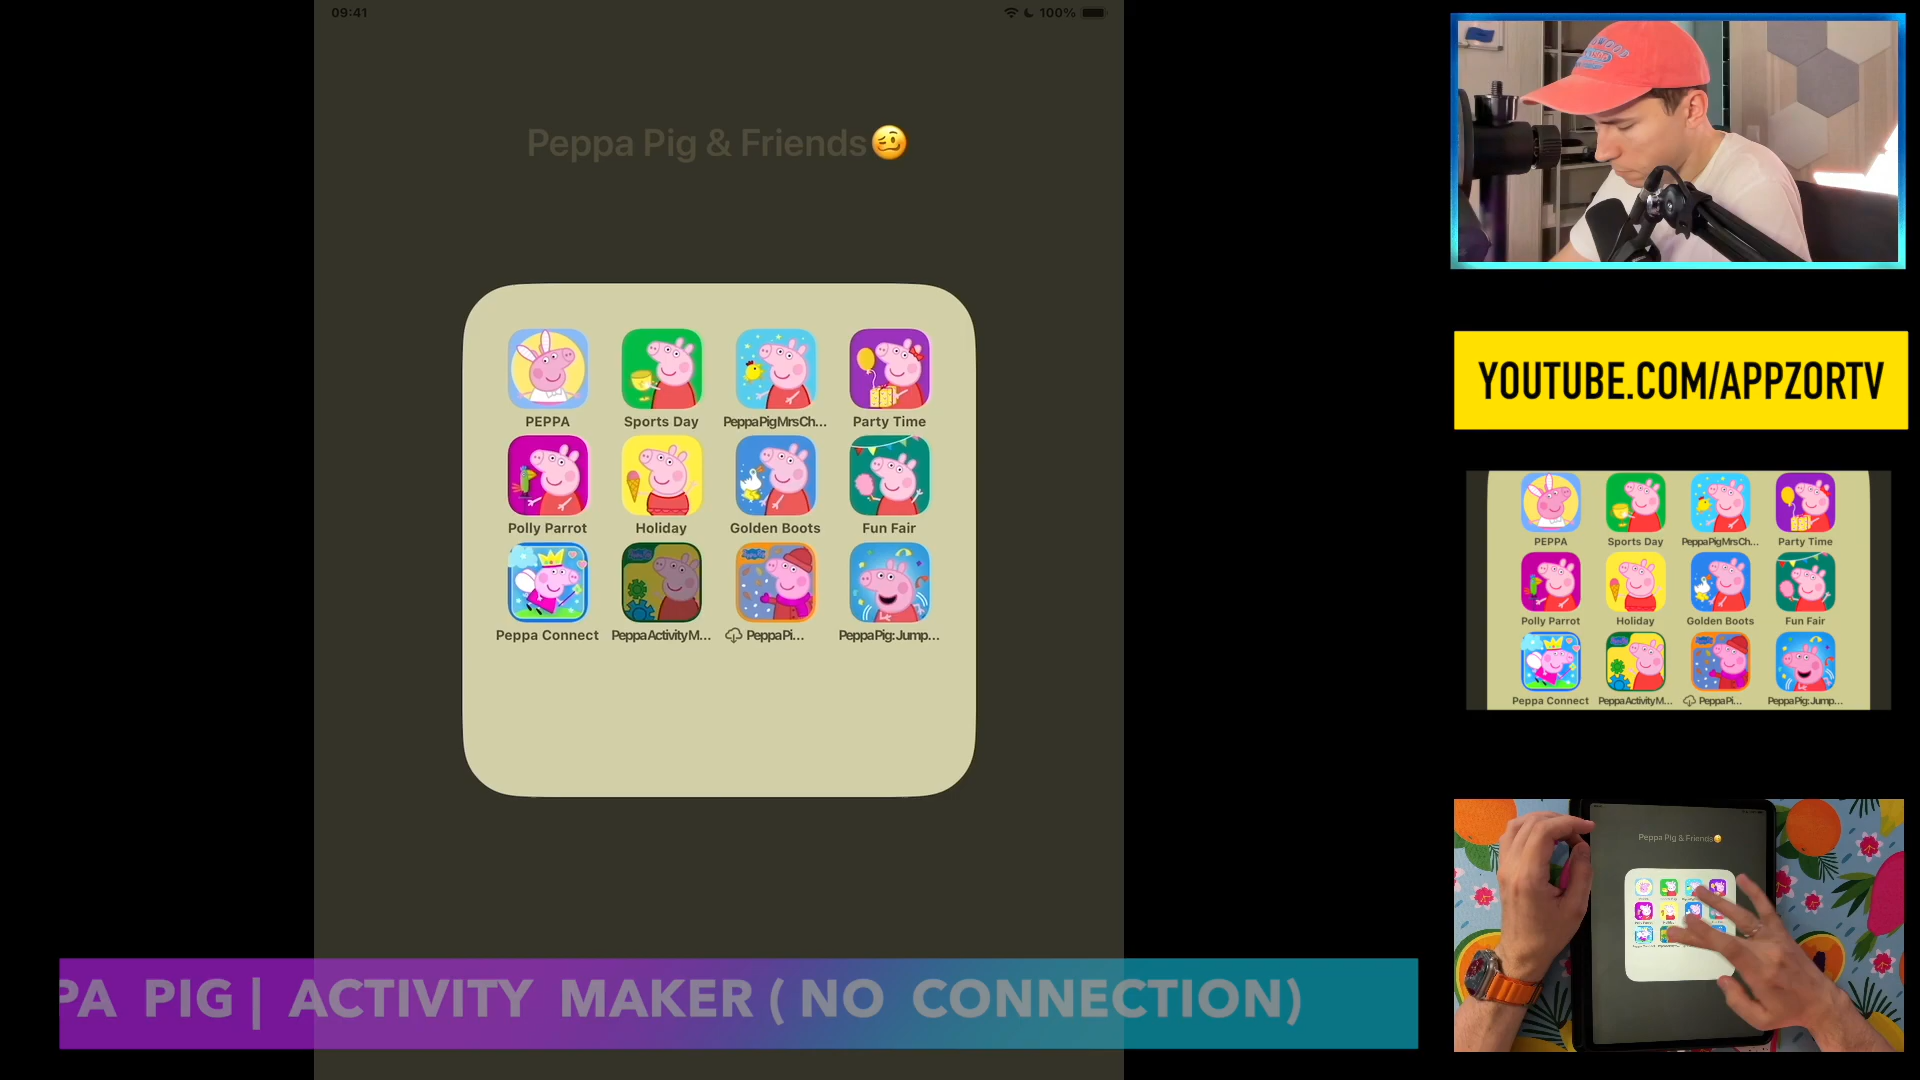 09:41
100%
Peppa Pig & Friends🥴
PEPPA
Sports Day
PeppaPigMrsCh...
Party Time
Polly Parrot
Holiday
Golden Boots
Fun Fair
Peppa Connect
PeppaActivityM...
PeppaPi...
PeppaPig:Jump...
PA PIG | ACTIVITY MAKER ( NO CONNECTION)
YOUTUBE.COM/APPZORTV
PEPPA
Sports Day
PeppaPigMrsCh...
Party Time
Polly Parrot
Holiday
Golden Boots
Fun Fair
Peppa Connect
PeppaActivityM...
PeppaPi...
PeppaPig:Jump...
Peppa Pig & Friends